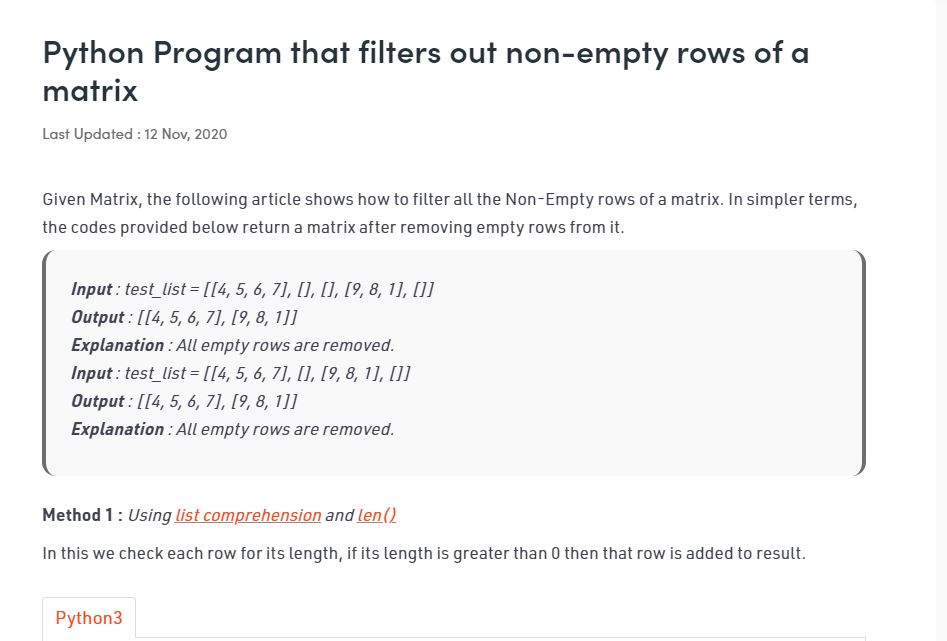 Python Program that filters out non-empty rows of a
matrix
Last Updated : 12 Nov, 2020
Given Matrix, the following article shows how to filter all the Non-Empty rows of a matrix. In simpler terms,
the codes provided below return a matrix after removing empty rows from it.
Input : test_list = [[4, 5, 6, 7], [], [], [9, 8, 1], []]
Output : [[4, 5, 6, 7], [9, 8, 1]]
Explanation : All empty rows are removed.
Input : test_list = [[4, 5, 6, 7], [], [9, 8, 1], []]
Output : [[4, 5, 6, 7], [9, 8, 1]]
Explanation : All empty rows are removed.
Method 1 : Using list comprehension and len()
In this we check each row for its length, if its length is greater than 0 then that row is added to result.
Python3